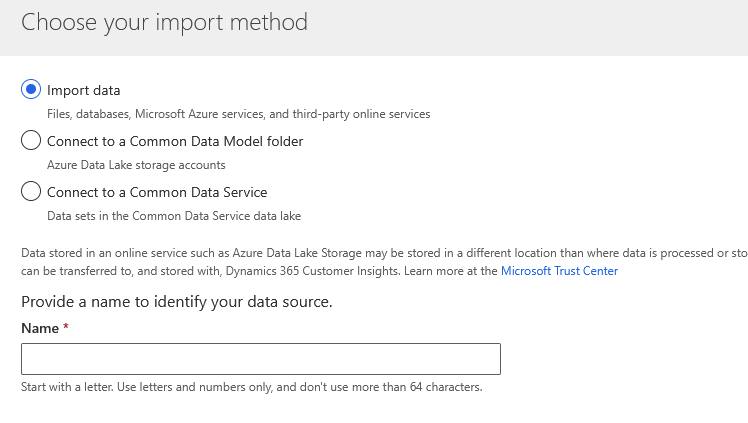 Choose your import method
Import data
Files, databases, Microsoft Azure services, and third-party online services
Connect to a Common Data Model folder
Azure Data Lake storage accounts
Connect to a Common Data Service
Data sets in the Common Data Service data lake
Data stored in an online service such as Azure Data Lake Storage may be stored in a different location than where data is processed or sto
can be transferred to, and stored with, Dynamics 365 Customer Insights. Learn more at the Microsoft Trust Center
Provide a name to identify your data source.
Name *
Start with a letter. Use letters and numbers only, and don't use more than 64 characters.